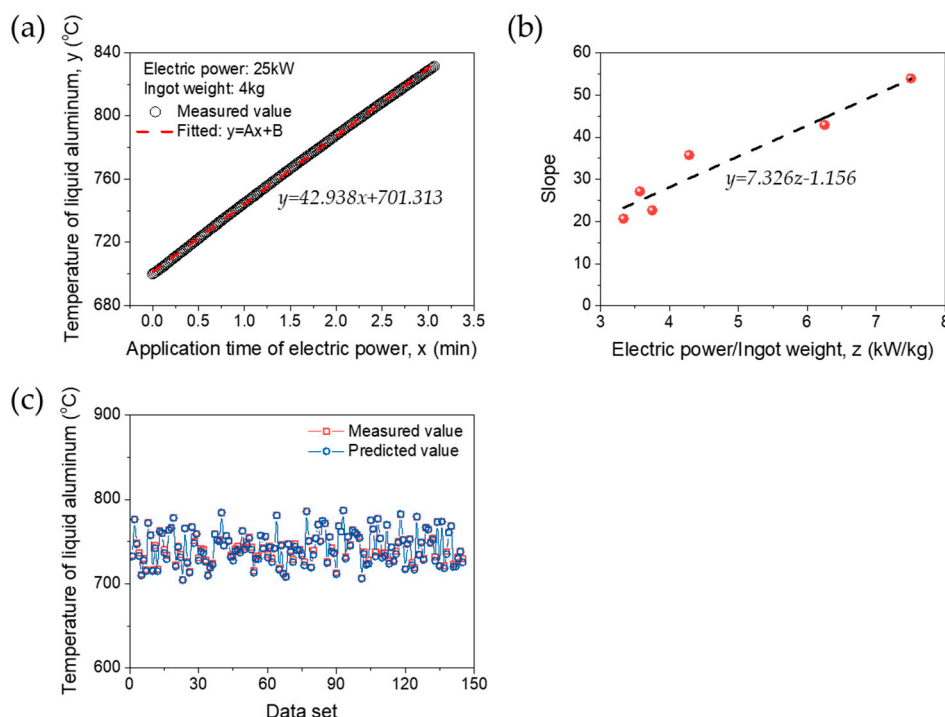 (a)
840
800
760
720
680
Temperature of liquid aluminum, y (°C)
Electric power: 25kW
Ingot weight: 4kg
Measured value
Fitted: y=Ax+B
y=42.938x+701.313
0.0 0.5 1.0 1.5 2.0 2.5 3.0 3.5
Application time of electric power, x (min)
(b)
60
50
40
30
20
10
0
Slope
y=7.326z-1.156
3 4 5 6 7 8
Electric power/Ingot weight, z (kW/kg)
(c)
900
800
700
600
Temperature of liquid aluminum (°C)
Measured value
Predicted value
0 30 60 90 120 150
Data set